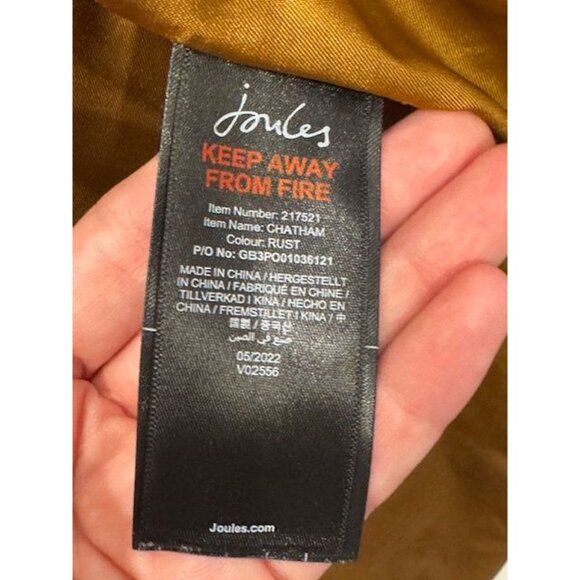 joules
KEEP AWAY
FROM FIRE
Item Number: 217521
Item Name: CHATHAM
Colour: RUST
P/O No: GB3PO01036121
MADE IN CHINA / HERGESTELLT
IN CHINA / FABRIQUÉ EN CHINE /
TILLVERKAD I KINA / HECHO EN
CHINA / FREMSTILLET I KINA / 中
國製 / 중국산
صنع في الصين
05/2022
V02556
Joules.com